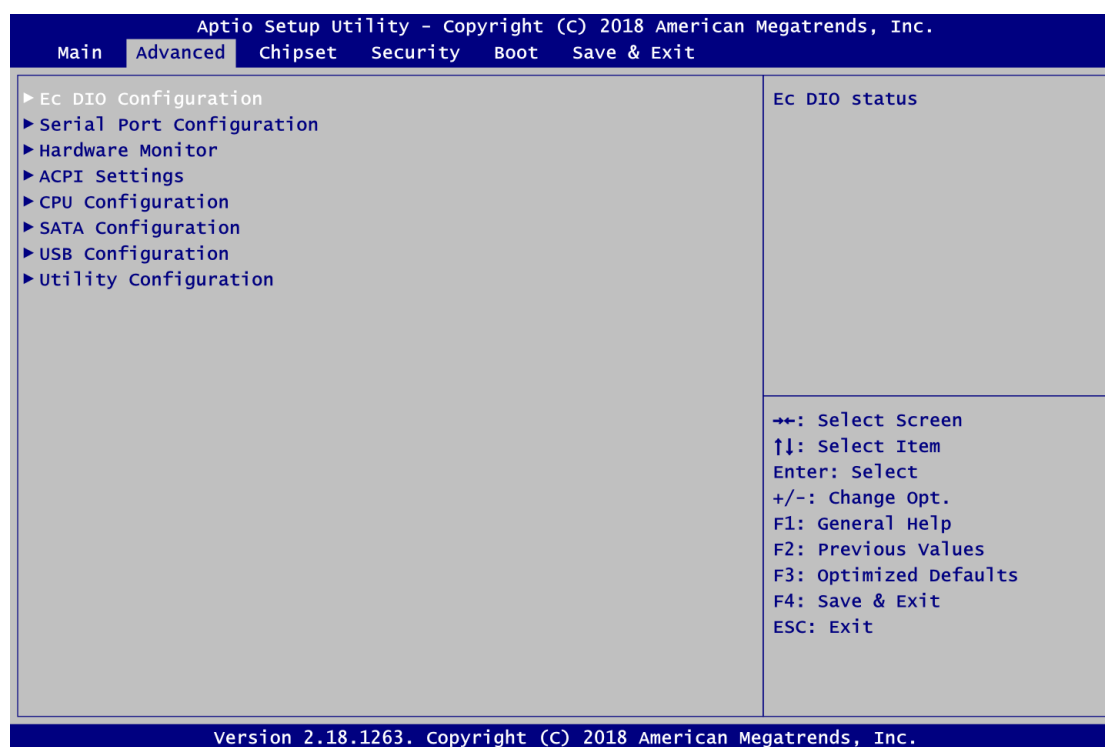 Aptio Setup Utility – Copyright (C) 2018 American Megatrends, Inc.
Main Advanced Chipset Security Boot Save & Exit
►Ec DIO Configuration
►Serial Port Configuration
►Hardware Monitor
►ACPI Settings
►CPU Configuration
►SATA Configuration
►USB Configuration
►Utility Configuration
Ec DIO status
→←: Select Screen
↑↓: Select Item
Enter: Select
+/-: Change Opt.
F1: General Help
F2: Previous Values
F3: Optimized Defaults
F4: Save & Exit
ESC: Exit
Version 2.18.1263. Copyright (C) 2018 American Megatrends, Inc.